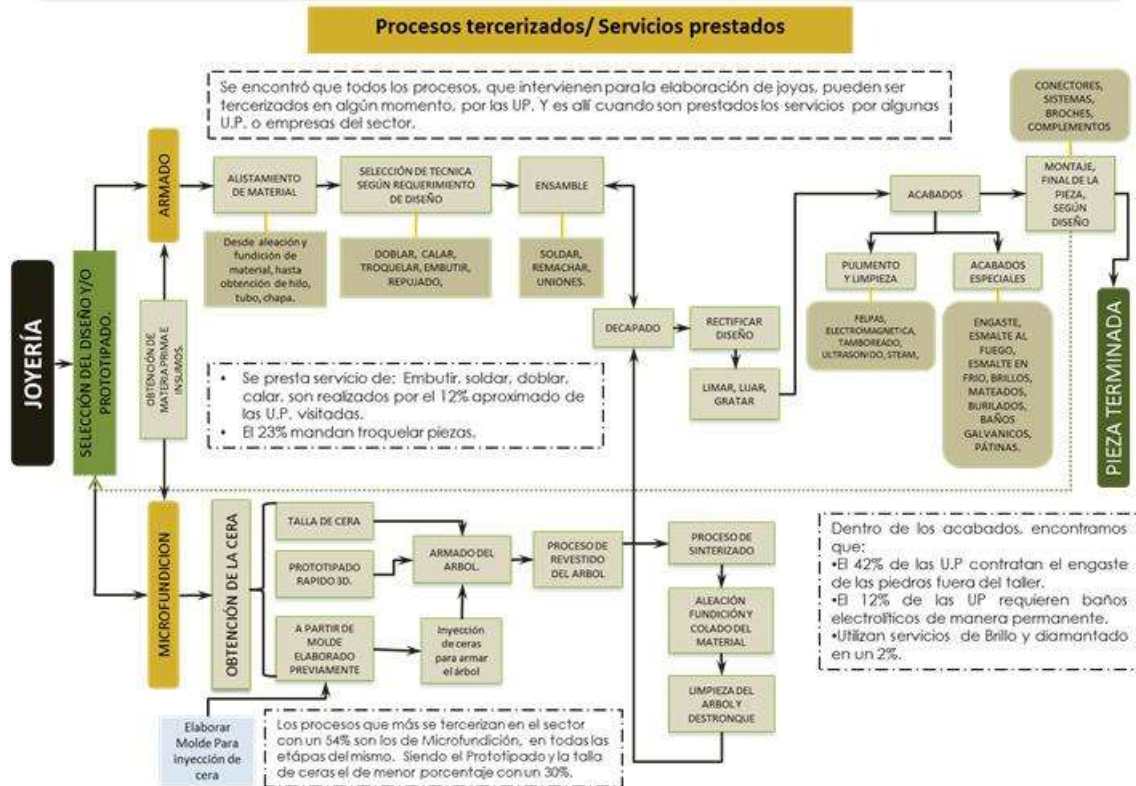 Procesos tercerizados/ Servicios prestados
Se encontró que todos los procesos, que intervienen para la elaboración de joyas, pueden ser
tercerizados en algún momento, por las UP. Y es allí cuando son prestados los servicios por algunas
U.P. o empresas del sector.
CONECTORES,
SISTEMAS,
BROCHES,
COMPLEMENTOS
JOYERÍA
SELECCIÓN DEL DISEÑO Y/O
PROTOTIPADO.
ARMADO
ALISTAMIENTO
DE MATERIAL
SELECCIÓN DE TECNICA
SEGÚN REQUERIMIENTO
DE DISEÑO
ENSAMBLE
ACABADOS
MONTAJE,
FINAL DE LA
PIEZA,
SEGÚN
DISEÑO
Desde aleación y
fundición de
material, hasta
obtención de hilo,
tubo, chapa.
DOBLAR, CALAR,
TROQUELAR, EMBUTIR,
REPUJADO,
SOLDAR,
REMACHAR,
UNIONES.
PULIMENTO
Y LIMPIEZA
ACABADOS
ESPECIALES
OBTENCIÓN DE
MATERIA PRIMA E
INSUMOS.
DECAPADO
RECTIFICAR
DISEÑO
FELPAS,
ELECTROMAGNETICA,
TAMBOREADO,
ULTRASONIDO, STEAM,
ENGASTE,
ESMALTE AL
FUEGO,
ESMALTE EN
FRIO, BRILLOS,
MATEADOS,
BURILADOS,
BAÑOS
GALVANICOS,
PÁTINAS.
PIEZA TERMINADA
• Se presta servicio de: Embutir, soldar, doblar,
calar, son realizados por el 12% aproximado de
las U.P. visitadas.
• El 23% mandan troquelar piezas.
LIMAR, LIJAR,
GRATAR
MICROFUNDICION
OBTENCIÓN DE LA CERA
TALLA DE CERA
PROTOTIPADO
RAPIDO 3D.
A PARTIR DE
MOLDE
ELABORADO
PREVIAMENTE
ARMADO DEL
ARBOL.
Inyección
de ceras
para armar
el árbol
PROCESO DE
REVESTIDO
DEL ARBOL
PROCESO DE
SINTERIZADO
ALEACIÓN
FUNDICIÓN Y
COLADO DEL
MATERIAL
LIMPIEZA DEL
ARBOL Y
DESTRONQUE
Dentro de los acabados, encontramos
que:
•El 42% de las U.P contratan el engaste
de las piedras fuera del taller.
•El 12% de las UP requieren baños
electrolíticos de manera permanente.
•Utilizan servicios de Brillo y diamantado
en un 2%.
Elaborar
Molde Para
inyección de
cera
Los procesos que más se tercerizan en el sector
con un 54% son los de Microfundición, en todas las
etápas del mismo. Siendo el Prototipado y la talla
de ceras el de menor porcentaje con un 30%.